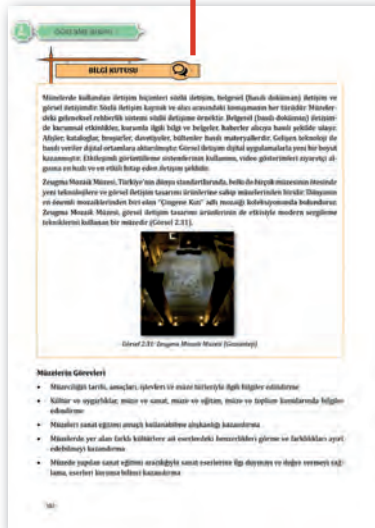 ÖĞRENME BİRİMİ
BİLGİ KUTUSU
Müzelerde kullanılan iletişim biçimleri sözlü iletişim, belgesel (basılı doküman) iletişim ve
görsel iletişimdir. Sözlü iletişim kaynak ve alıcı arasındaki konuşmanın her türüdür. Müzeler-
deki geleneksel rehberlik sistemi sözlü iletişime örnektir. Belgesel (basılı doküman) iletişim-
de kurumsal etkinlikler, kurumla ilgili bilgi ve belgeler, haberler alıcıya basılı şekilde ulaşır.
Afişler, kataloglar, broşürler, davetiyeler, bültenler basılı materyallerdir. Gelişen teknoloji ile
basılı veriler dijital ortamlara aktarılmıştır. Görsel iletişim dijital uygulamalarla yeni bir boyut
kazanmıştır. Etkileşimli görüntüleme sistemlerinin kullanımı, video gösterimleri ziyaretçi al-
gısına en hızlı ve en etkili hitap eden iletişim şeklidir.
Zeugma Mozaik Müzesi, Türkiye'nin dünya standartlarında, belki de birçok müzesinin ötesinde
yeni teknolojilere ve görsel iletişim tasarımı ürünlerine sahip müzelerinden biridir. Dünyanın
en önemli mozaiklerinden biri olan "Çingene Kızı" adlı mozaiği koleksiyonunda bulundurur.
Zeugma Mozaik Müzesi, görsel iletişim tasarımı ürünlerinin de etkisiyle modern sergileme
tekniklerini kullanan bir müzedir (Görsel 2.31).
Görsel 2.31: Zeugma Mozaik Müzesi (Gaziantep)
Müzelerin Görevleri
• Müzeciliğin tarihi, amaçları, işlevleri ve müze türleriyle ilgili bilgiler edindirme
• Kültür ve uygarlıklar, müze ve sanat, müze ve eğitim, müze ve toplum konularında bilgiler
edindirme
• Müzeleri sanat eğitimi amaçlı kullanabilme alışkanlığı kazandırma
• Müzelerde yer alan farklı kültürlere ait eserlerdeki benzerlikleri görme ve farklılıkları ayırt
edebilmeyi kazandırma
• Müzede yapılan sanat eğitimi aracılığıyla sanat eserlerine ilgi duymayı ve değer vermeyi sağ-
lama, eserleri koruma bilinci kazandırma